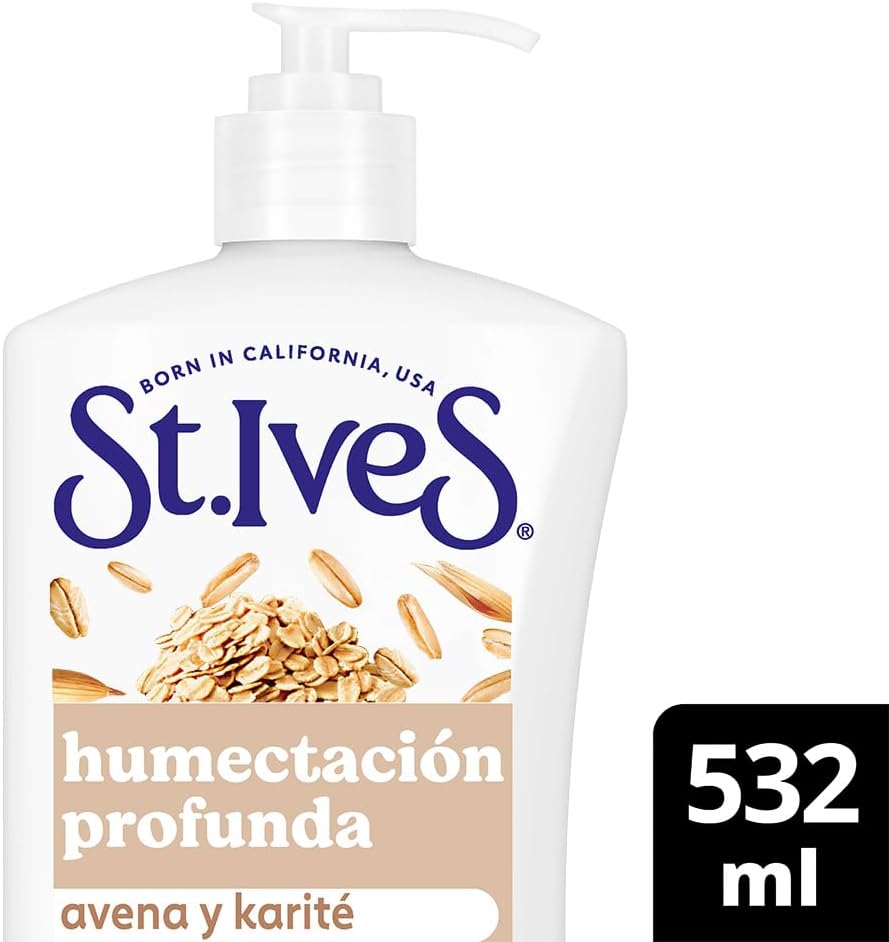 BORN IN CALIFORNIA, USA
St.Ives®
humectación
profunda
avena y karité
532
ml